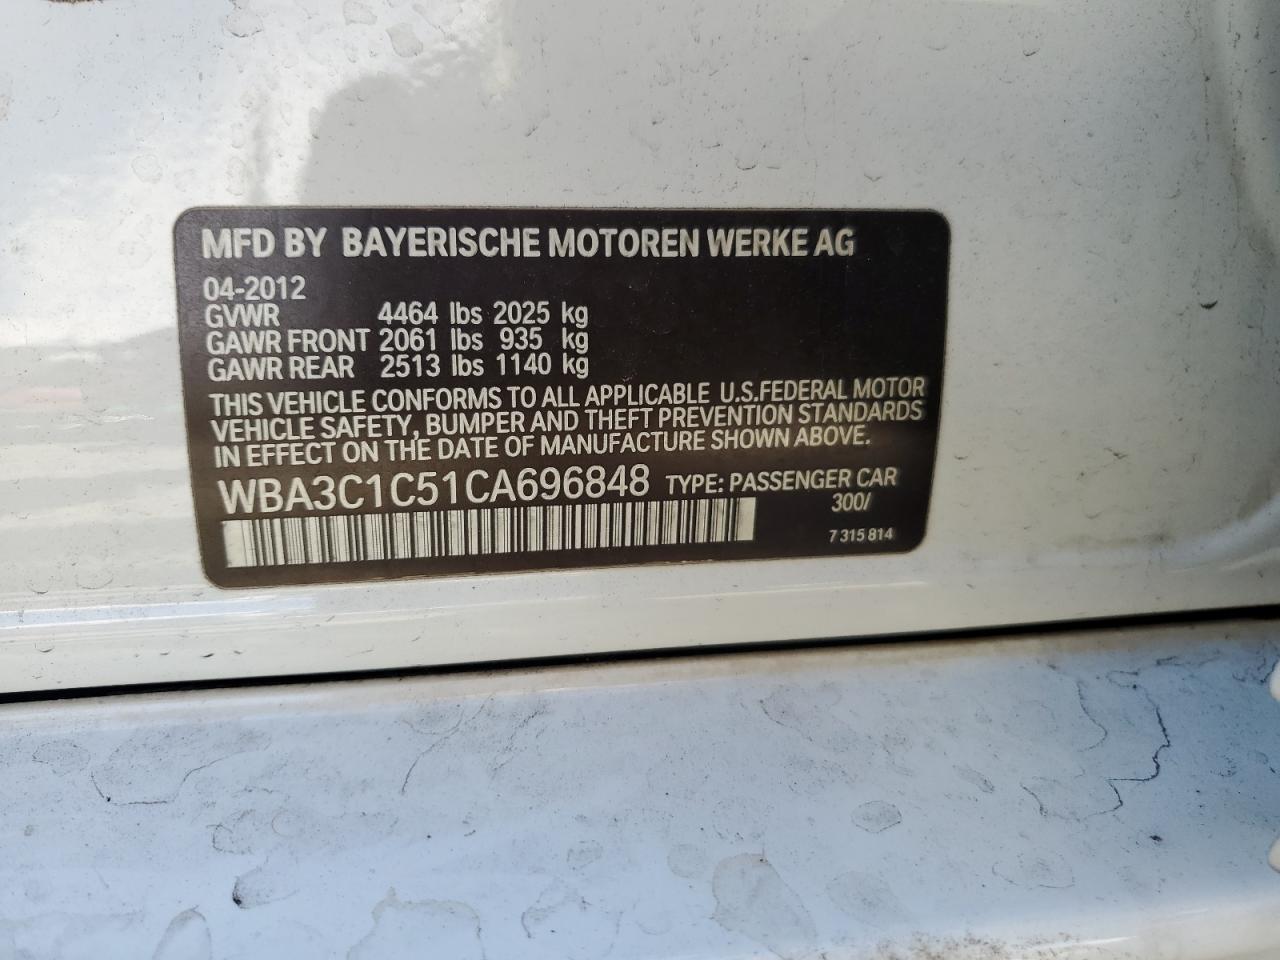 MFD BY BAYERISCHE MOTOREN WERKE AG
04-2012
GVWR 4464 lbs 2025 kg
GAWR FRONT 2061 lbs 935 kg
GAWR REAR 2513 lbs 1140 kg
THIS VEHICLE CONFORMS TO ALL APPLICABLE U.S.FEDERAL MOTOR
VEHICLE SAFETY, BUMPER AND THEFT PREVENTION STANDARDS
IN EFFECT ON THE DATE OF MANUFACTURE SHOWN ABOVE.
WBA3C1C51CA696848 TYPE: PASSENGER CAR
300/
7 315 814